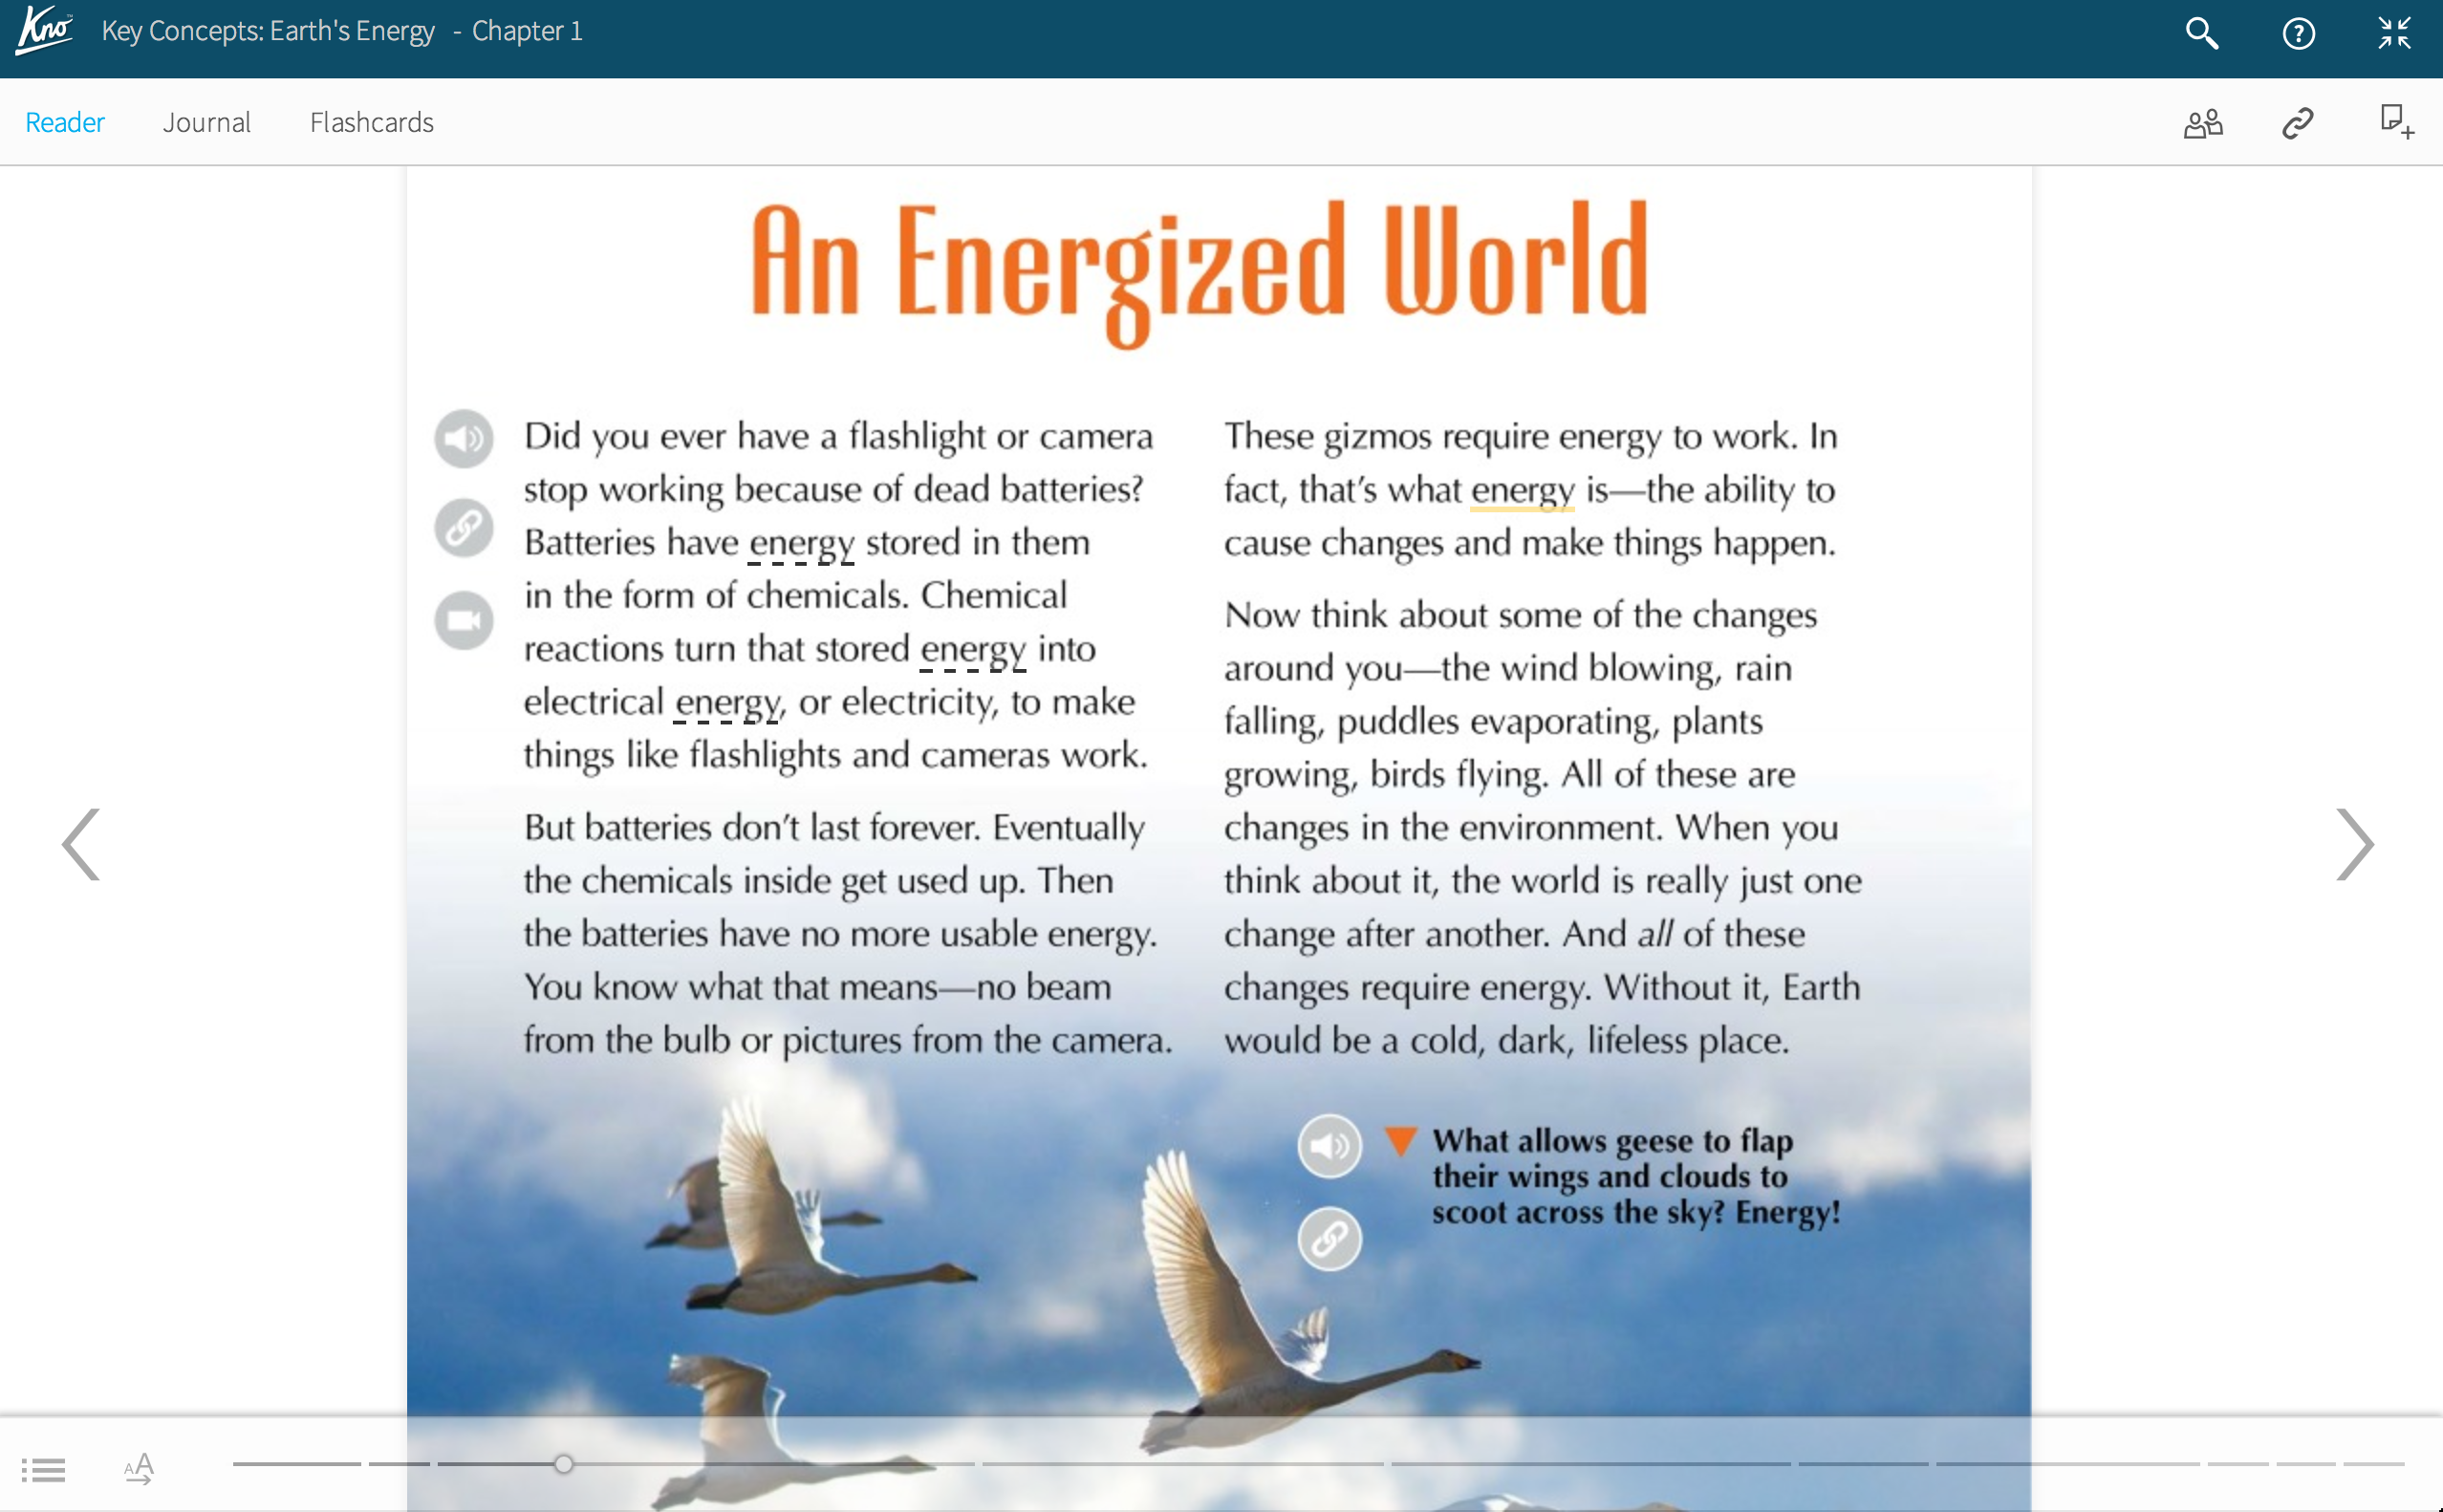 Kno
Key Concepts: Earth's Energy - Chapter 1
Reader
Journal
Flashcards
An Energized World
Did you ever have a flashlight or camera
stop working because of dead batteries?
Batteries have energy stored in them
in the form of chemicals. Chemical
reactions turn that stored energy into
electrical energy, or electricity, to make
things like flashlights and cameras work.
But batteries don’t last forever. Eventually
the chemicals inside get used up. Then
the batteries have no more usable energy.
You know what that means—no beam
from the bulb or pictures from the camera.
These gizmos require energy to work. In
fact, that’s what energy is—the ability to
cause changes and make things happen.
Now think about some of the changes
around you—the wind blowing, rain
falling, puddles evaporating, plants
growing, birds flying. All of these are
changes in the environment. When you
think about it, the world is really just one
change after another. And all of these
changes require energy. Without it, Earth
would be a cold, dark, lifeless place.
What allows geese to flap
their wings and clouds to
scoot across the sky? Energy!
AA